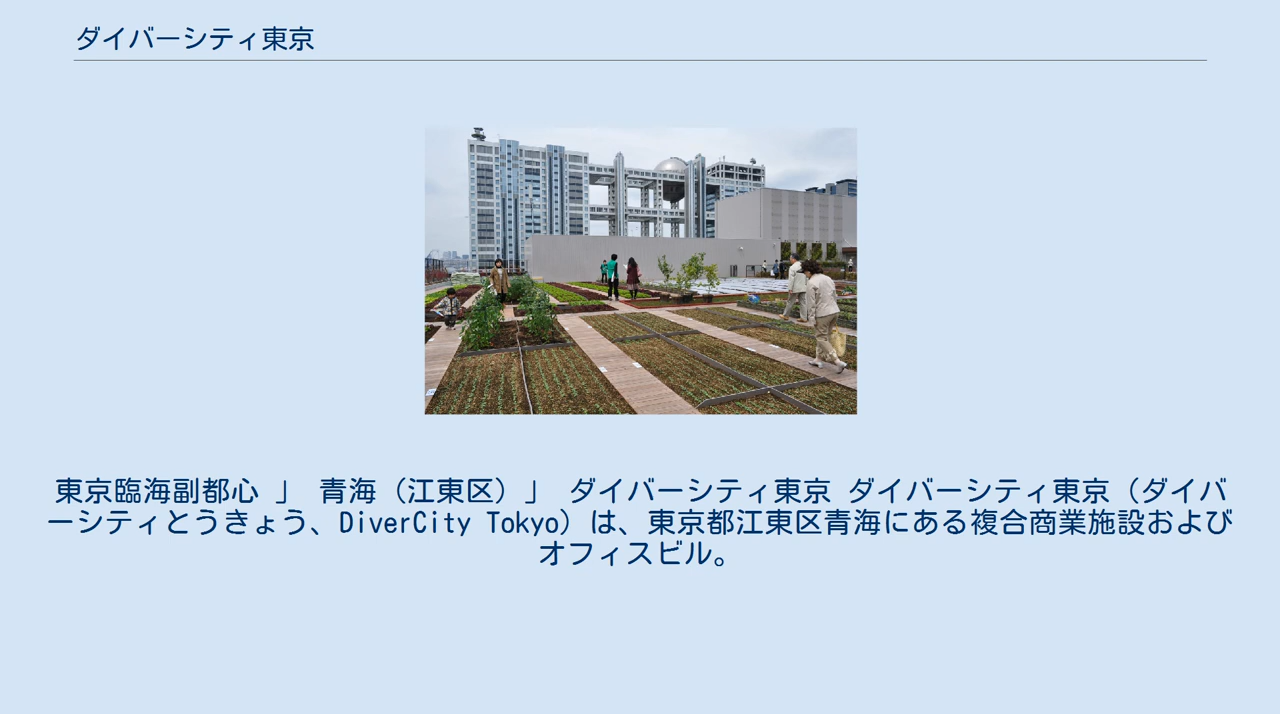 ダイバーシティ東京
東京臨海副都心 」 青海（江東区）」 ダイバーシティ東京 ダイバーシティ東京（ダイバ
ーシティとうきょう、DiverCity Tokyo）は、東京都江東区青海にある複合商業施設および
オフィスビル。